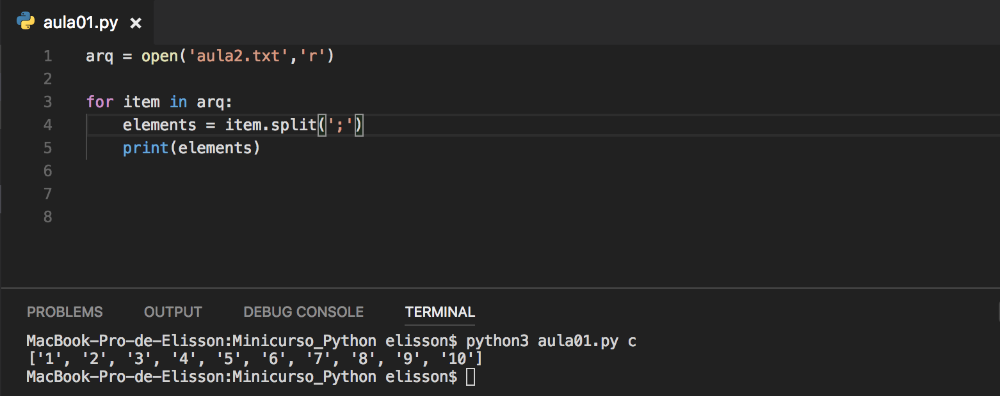 aula01.py ×
1 arq = open('aula2.txt','r')
2
3 for item in arq:
4     elements = item.split(';')
5     print(elements)
6
7
8
PROBLEMS OUTPUT DEBUG CONSOLE TERMINAL
MacBook-Pro-de-Elisson:Minicurso_Python elisson$ python3 aula01.py c
['1', '2', '3', '4', '5', '6', '7', '8', '9', '10']
MacBook-Pro-de-Elisson:Minicurso_Python elisson$